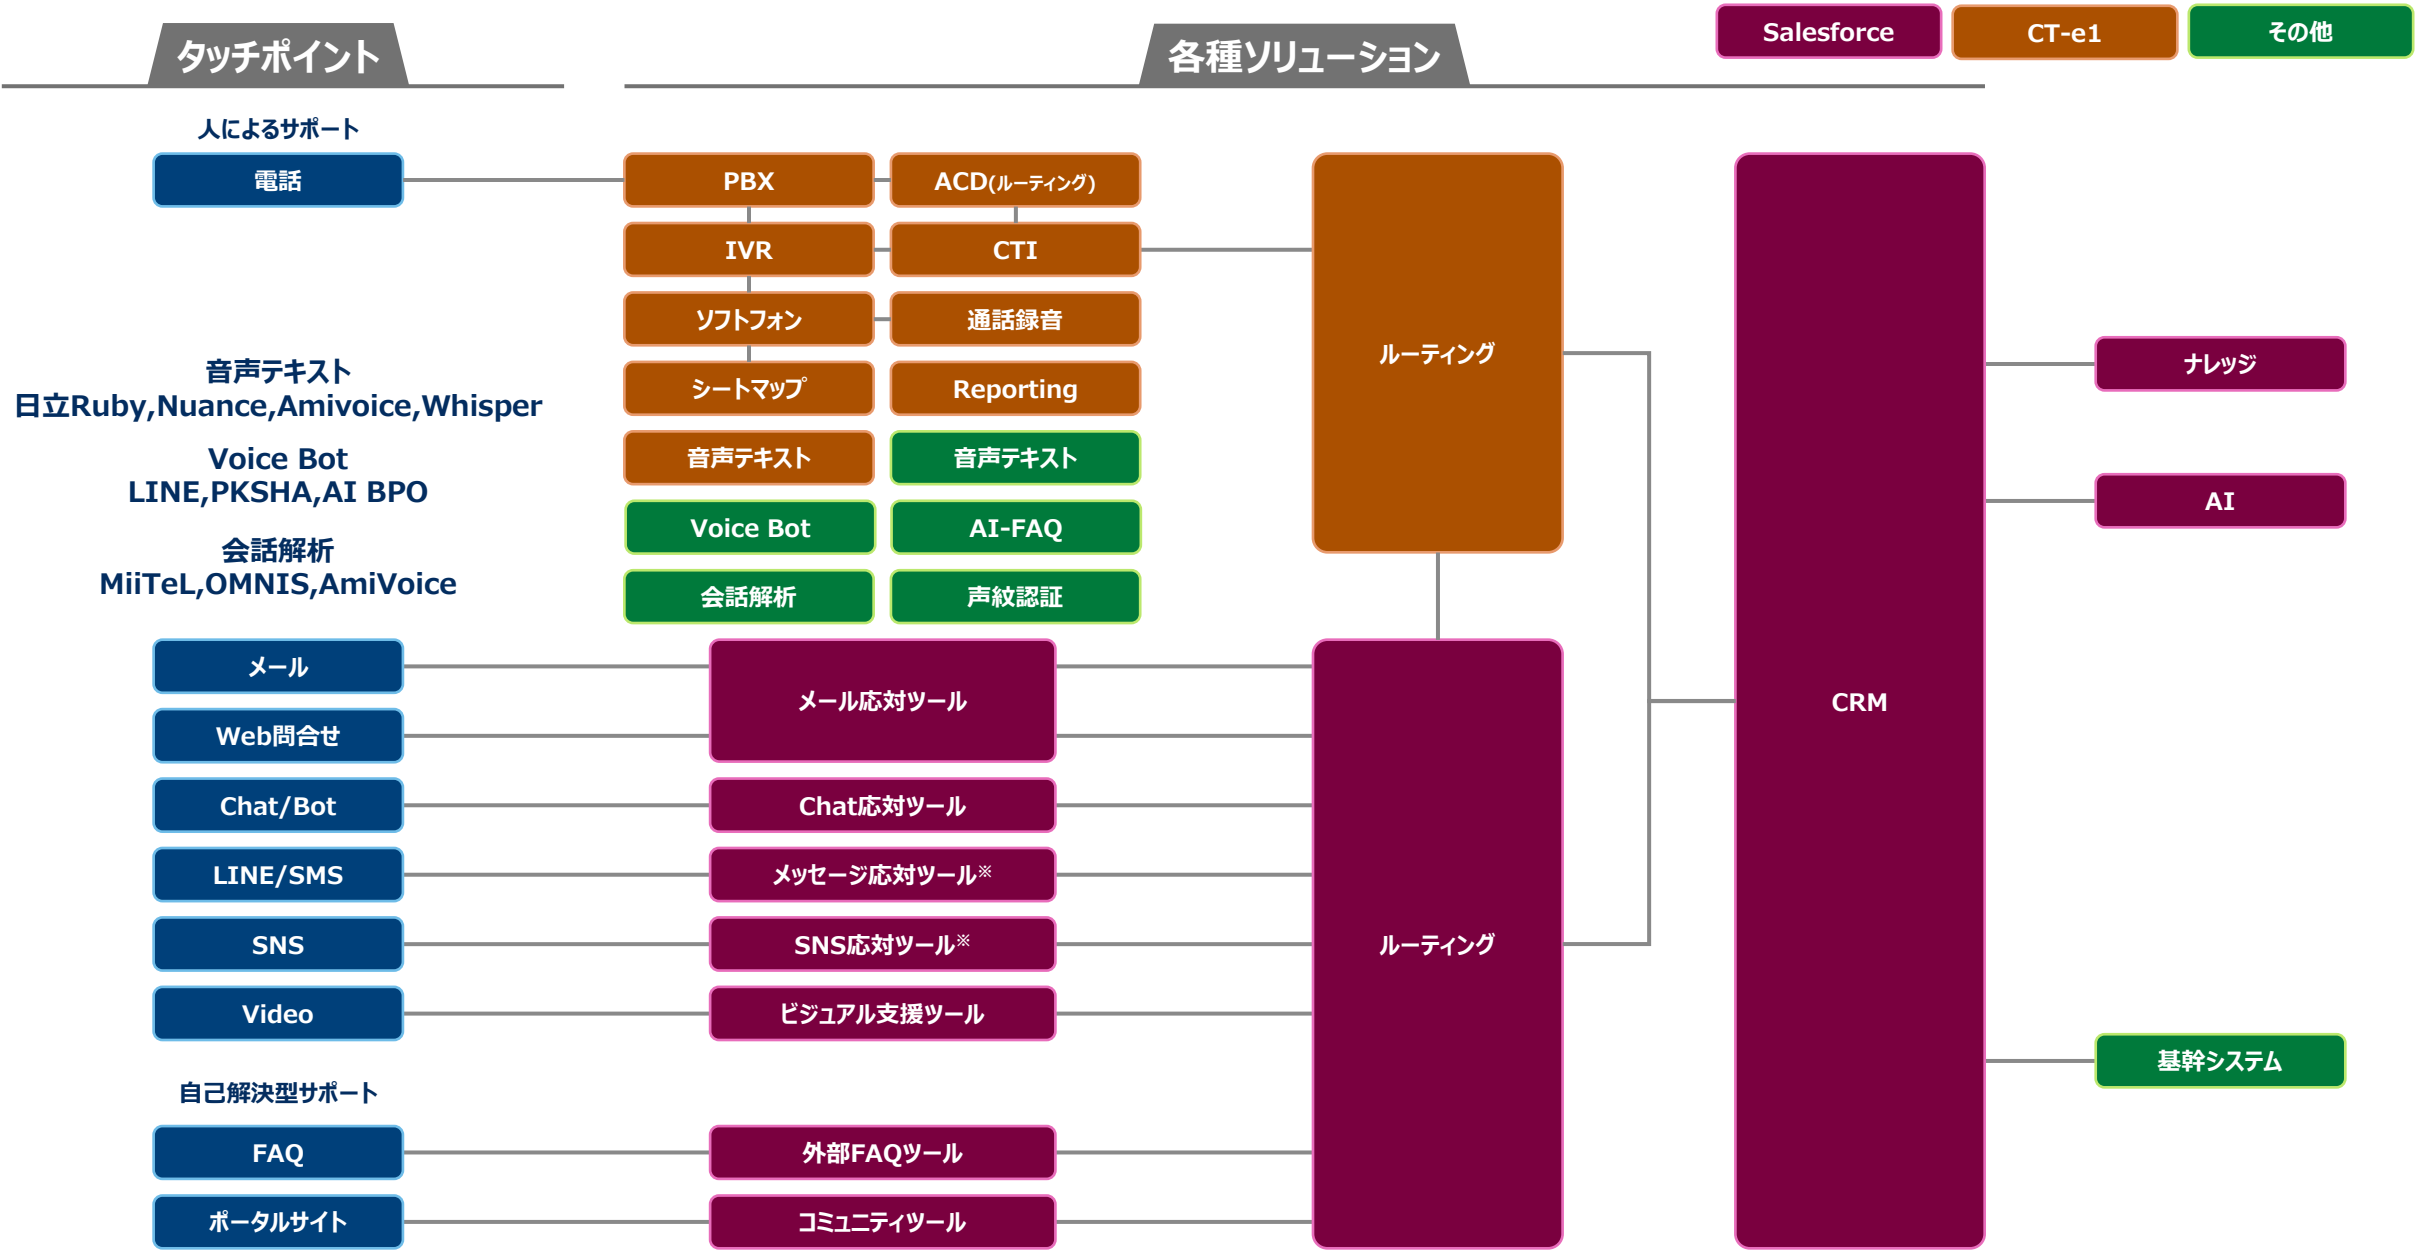 Salesforce
CT-e1
その他
タッチポイント
各種ソリューション
人によるサポート
電話
PBX
ACD(ルーティング)
IVR
CTI
ソフトフォン
通話録音
シートマップ
Reporting
音声テキスト
音声テキスト
Voice Bot
AI-FAQ
会話解析
声紋認証
音声テキスト
日立Ruby,Nuance,Amivoice,Whisper
Voice Bot
LINE,PKSHA,AI BPO
会話解析
MiiTeL,OMNIS,AmiVoice
ルーティング
メール
Web問合せ
メール応対ツール
Chat/Bot
Chat応対ツール
LINE/SMS
メッセージ応対ツール※
SNS
SNS応対ツール※
Video
ビジュアル支援ツール
自己解決型サポート
FAQ
外部FAQツール
ポータルサイト
コミュニティツール
ルーティング
CRM
ナレッジ
AI
基幹システム